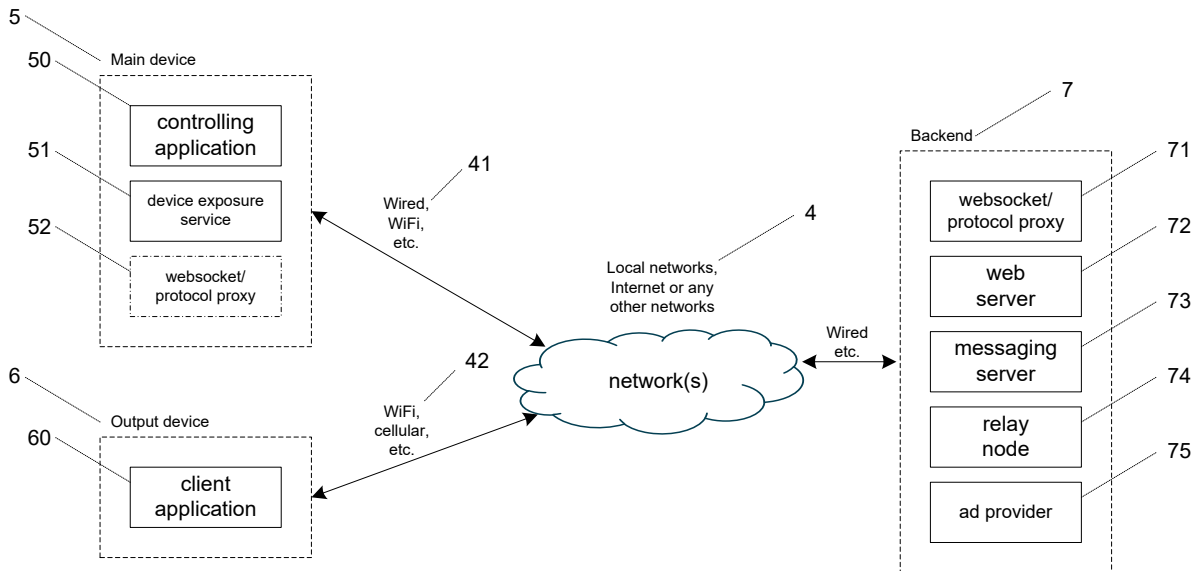 5
Main device
50
controlling
application
51
device exposure
service
52
websocket/
protocol proxy
41
Wired,
WiFi,
etc.
6
Output device
60
client
application
42
WiFi,
cellular,
etc.
4
Local networks,
Internet or any
other networks
network(s)
Wired
etc.
7
Backend
71
websocket/
protocol proxy
72
web
server
73
messaging
server
74
relay
node
75
ad provider